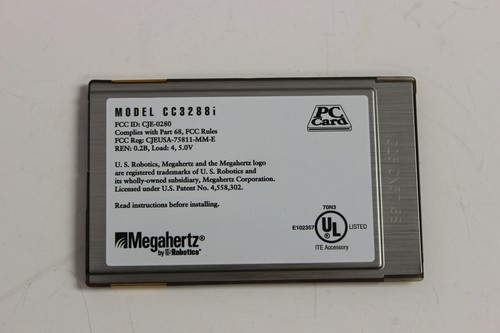 MODEL CC3288i
FCC ID: CJE-0280
Complies with Part 68, FCC Rules
FCC Reg: CJEUSA-75811-MM-E
REN: 0.2B, Load: 4, 5.0V
U. S. Robotics, Megahertz and the Megahertz logo
are registered trademarks of U. S. Robotics and
its wholly-owned subsidiary, Megahertz Corporation.
Licensed under U.S. Patent No. 4,558,302.
Read instructions before installing.
Megahertz®
by Robotics
PC
Card
70N3
E102357
UL
®
LISTED
ITE Accessory